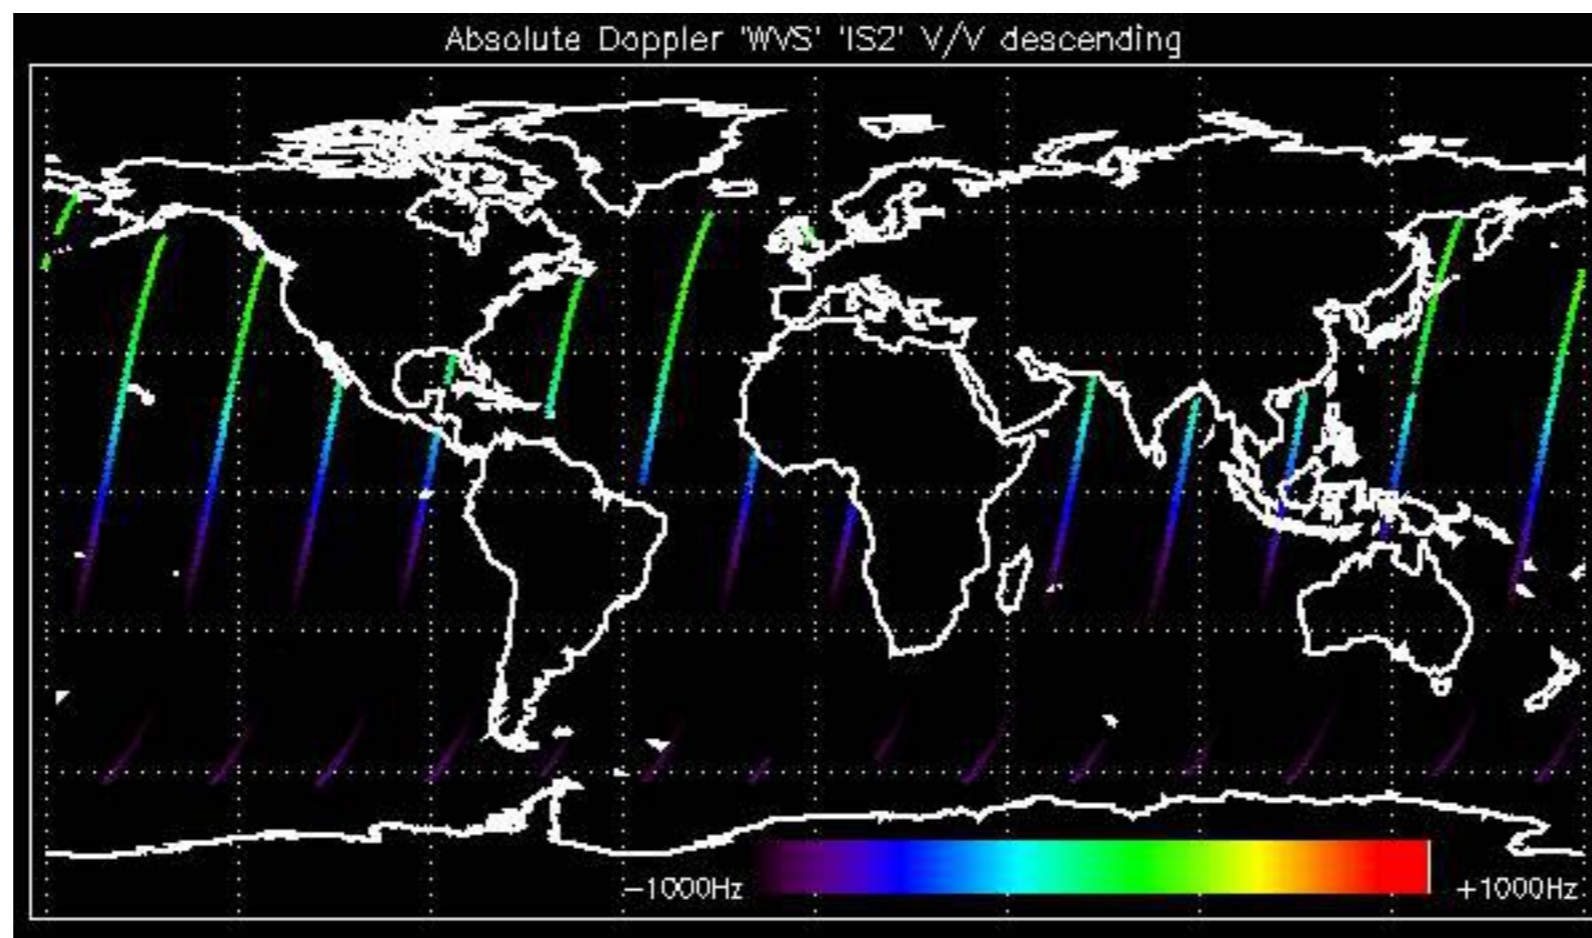 Absolute Doppler 'WVS' 'IS2' V/V descending
−1000Hz +1000Hz